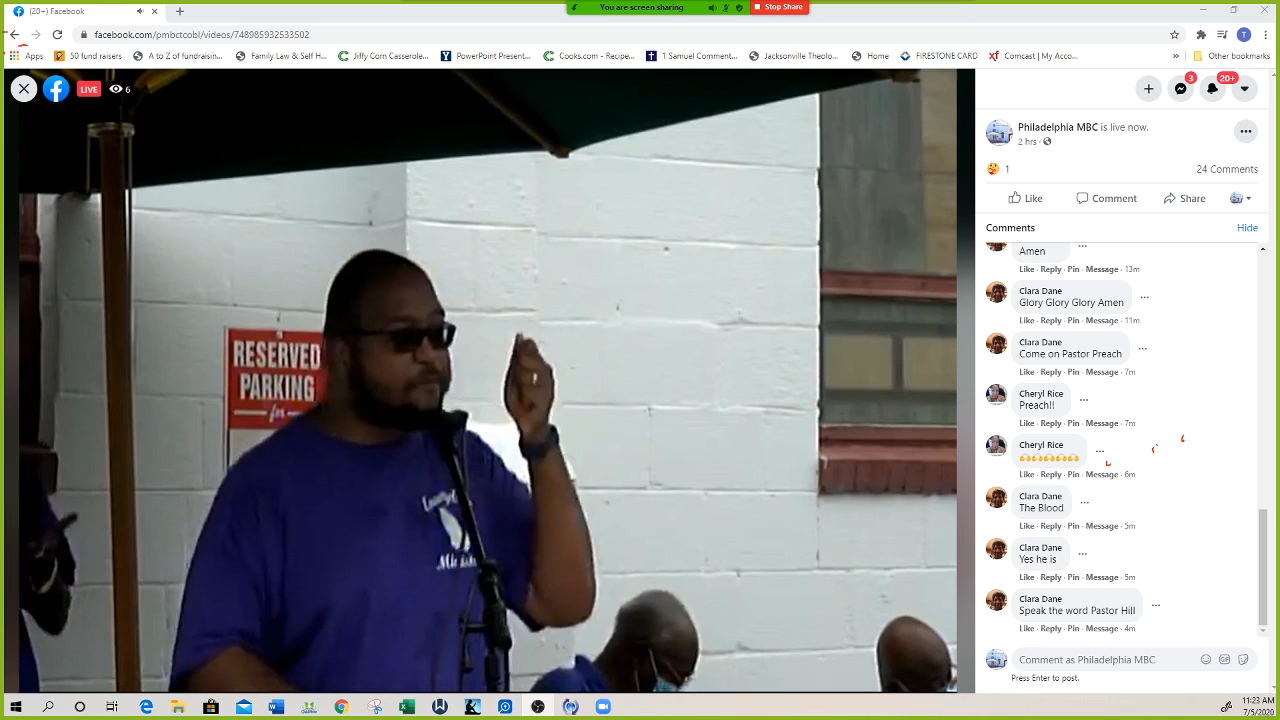 You are screen sharing
Stop Share
(20+) Facebook
facebook.com/pmbctcobl/videos/748985932533502
Apps
50 fund raisers
A to Z of fundraisin...
Family Law & Self H...
Jiffy Corn Casserole...
PowerPoint Present...
Cooks.com - Recipe...
1 Samuel Comment...
Jacksonville Theolo...
Home
FIRESTONE CARD
Comcast | My Acco...
»
Other bookmarks
LIVE
6
3
20+
Philadelphia MBC is live now.
2 hrs ·
1
24 Comments
Like
Comment
Share
Comments
Hide
Amen
Like · Reply · Pin · Message · 13m
Clara Dane
Glory Glory Glory Amen
Like · Reply · Pin · Message · 11m
Clara Dane
Come on Pastor Preach
Like · Reply · Pin · Message · 7m
Cheryl Rice
Preach!!
Like · Reply · Pin · Message · 7m
Cheryl Rice
🙌🙌🙌🙌🙌🙌
Like · Reply · Pin · Message · 6m
Clara Dane
The Blood
Like · Reply · Pin · Message · 5m
Clara Dane
Yes he is
Like · Reply · Pin · Message · 5m
Clara Dane
Speak the word Pastor Hill
Like · Reply · Pin · Message · 4m
Comment as Philadelphia MBC
GIF
Press Enter to post.
RESERVED
PARKING
for
11:23 AM
7/5/2020